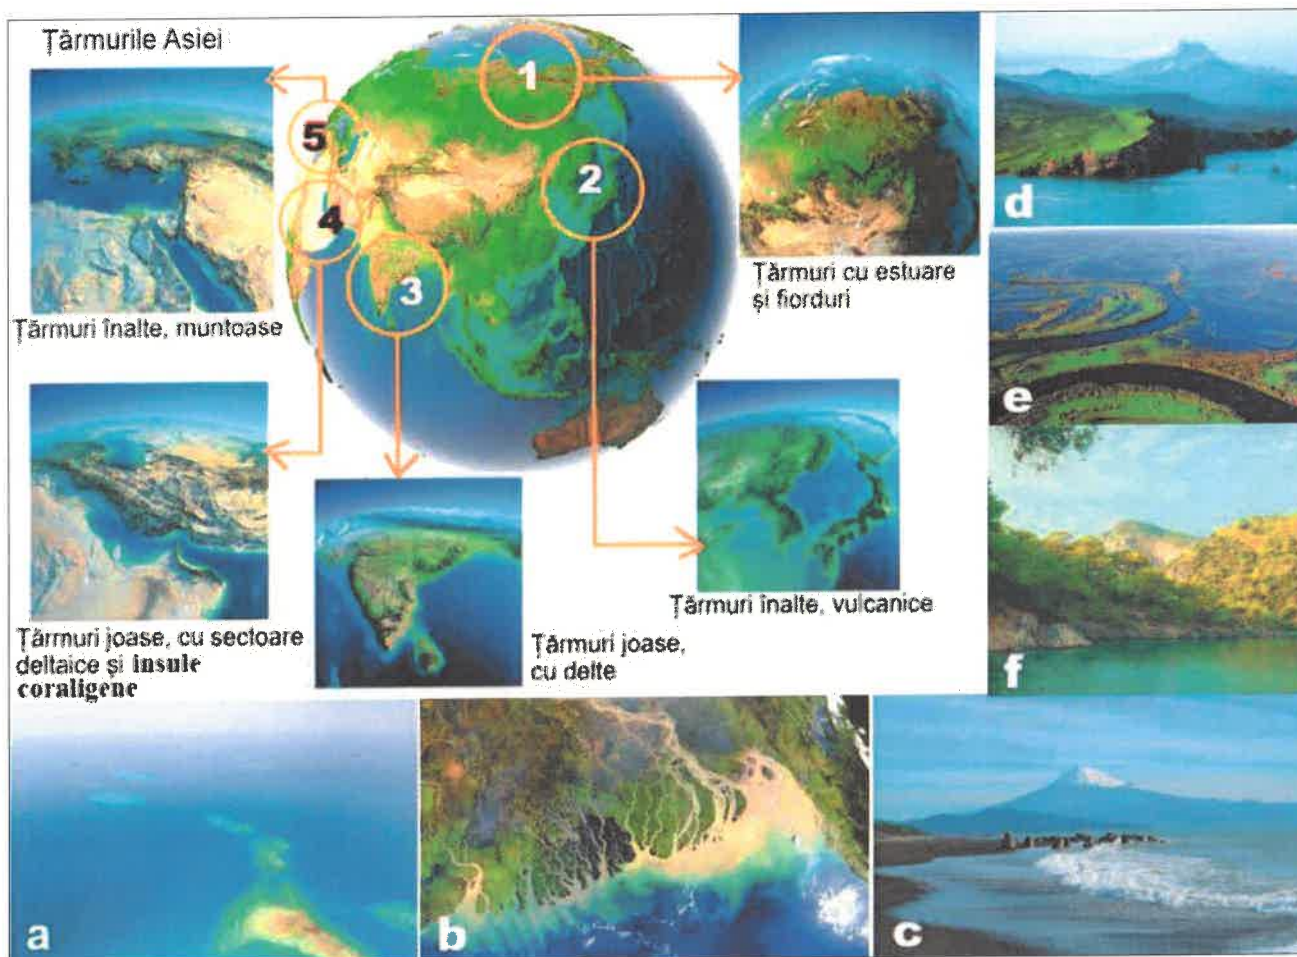 Țărmurile Asiei
1
2
3
4
5
Țărmuri înalte, muntoase
Țărmuri cu estuare
și fiorduri
Țărmuri joase, cu sectoare
deltaice și insule
coraligene
Țărmuri joase,
cu delte
Țărmuri înalte, vulcanice
d
e
f
a
b
c